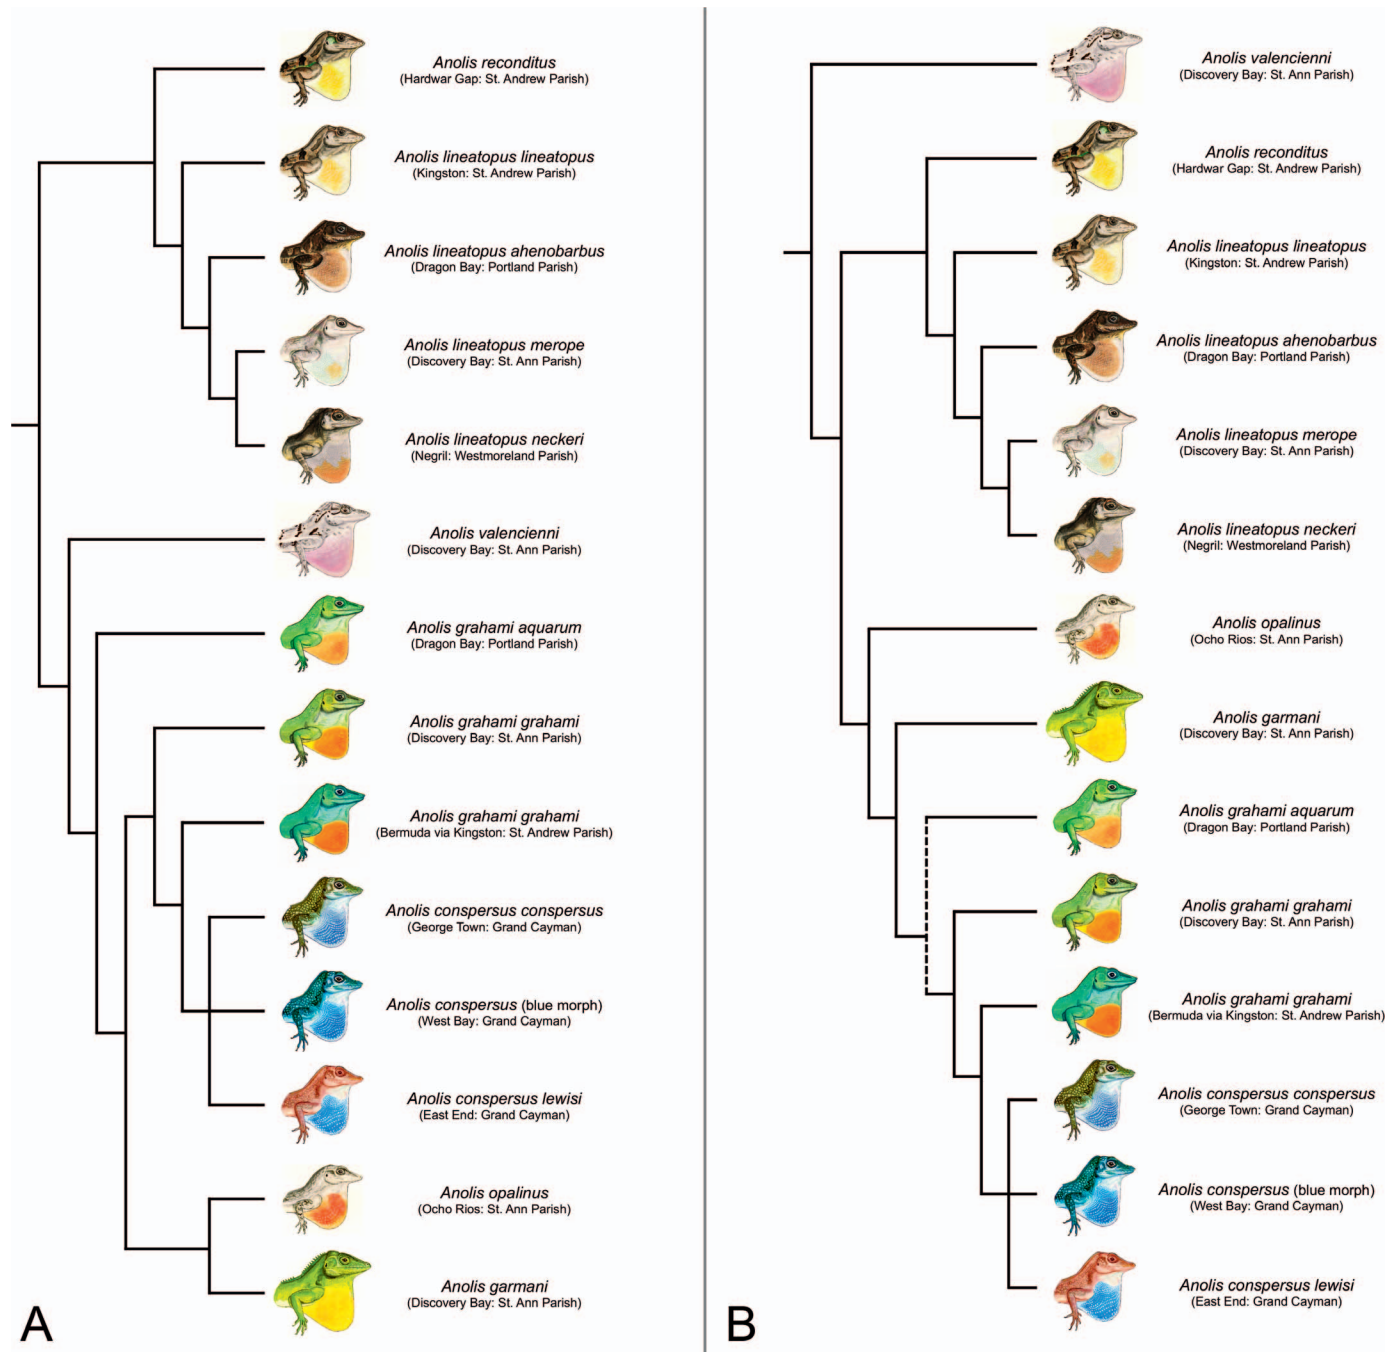 Anolis reconditus
(Hardwar Gap: St. Andrew Parish)
Anolis lineatopus lineatopus
(Kingston: St. Andrew Parish)
Anolis lineatopus ahenobarbus
(Dragon Bay: Portland Parish)
Anolis lineatopus merope
(Discovery Bay: St. Ann Parish)
Anolis lineatopus neckeri
(Negril: Westmoreland Parish)
Anolis valencienni
(Discovery Bay: St. Ann Parish)
Anolis grahami aquarum
(Dragon Bay: Portland Parish)
Anolis grahami grahami
(Discovery Bay: St. Ann Parish)
Anolis grahami grahami
(Bermuda via Kingston: St. Andrew Parish)
Anolis conspersus conspersus
(George Town: Grand Cayman)
Anolis conspersus (blue morph)
(West Bay: Grand Cayman)
Anolis conspersus lewisi
(East End: Grand Cayman)
Anolis opalinus
(Ocho Rios: St. Ann Parish)
Anolis garmani
(Discovery Bay: St. Ann Parish)
A
Anolis valencienni
(Discovery Bay: St. Ann Parish)
Anolis reconditus
(Hardwar Gap: St. Andrew Parish)
Anolis lineatopus lineatopus
(Kingston: St. Andrew Parish)
Anolis lineatopus ahenobarbus
(Dragon Bay: Portland Parish)
Anolis lineatopus merope
(Discovery Bay: St. Ann Parish)
Anolis lineatopus neckeri
(Negril: Westmoreland Parish)
Anolis opalinus
(Ocho Rios: St. Ann Parish)
Anolis garmani
(Discovery Bay: St. Ann Parish)
Anolis grahami aquarum
(Dragon Bay: Portland Parish)
Anolis grahami grahami
(Discovery Bay: St. Ann Parish)
Anolis grahami grahami
(Bermuda via Kingston: St. Andrew Parish)
Anolis conspersus conspersus
(George Town: Grand Cayman)
Anolis conspersus (blue morph)
(West Bay: Grand Cayman)
Anolis conspersus lewisi
(East End: Grand Cayman)
B